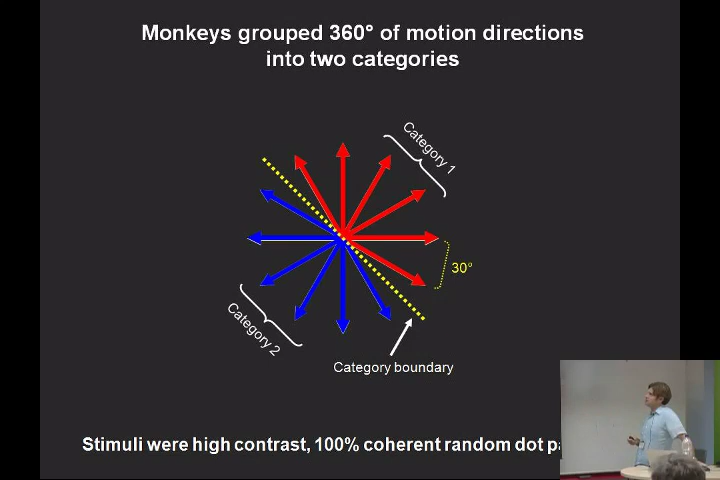 Monkeys grouped 360° of motion directions
into two categories
Category 1
30°
Category 2
Category boundary
Stimuli were high contrast, 100% coherent random dot